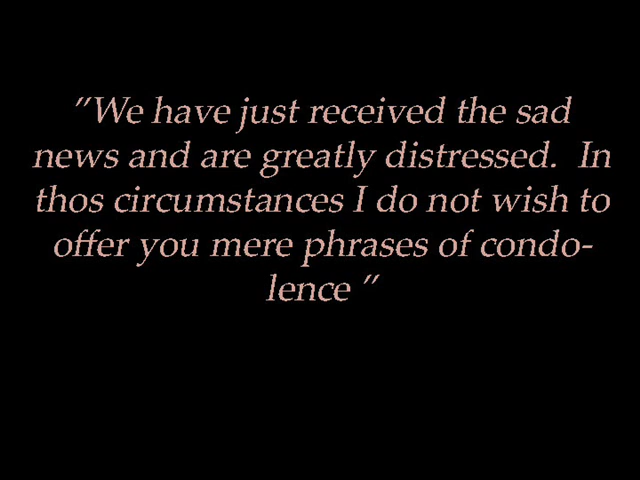 "We have just received the sad
news and are greatly distressed. In
thos circumstances I do not wish to
offer you mere phrases of condo-
lence "